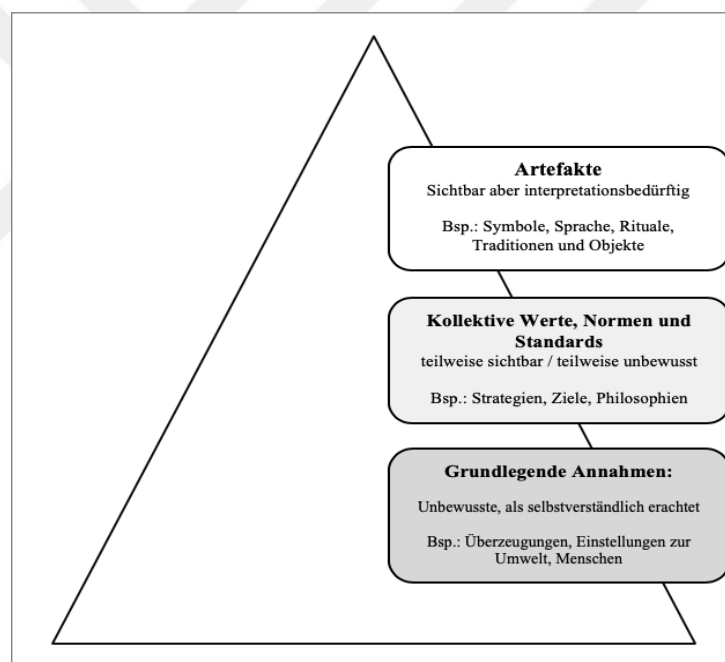 Artefakte
Sichtbar aber interpretationsbedürftig
Bsp.: Symbole, Sprache, Rituale,
Traditionen und Objekte
Kollektive Werte, Normen und
Standards
teilweise sichtbar / teilweise unbewusst
Bsp.: Strategien, Ziele, Philosophien
Grundlegende Annahmen:
Unbewusste, als selbstverständlich erachtet
Bsp.: Überzeugungen, Einstellungen zur
Umwelt, Menschen